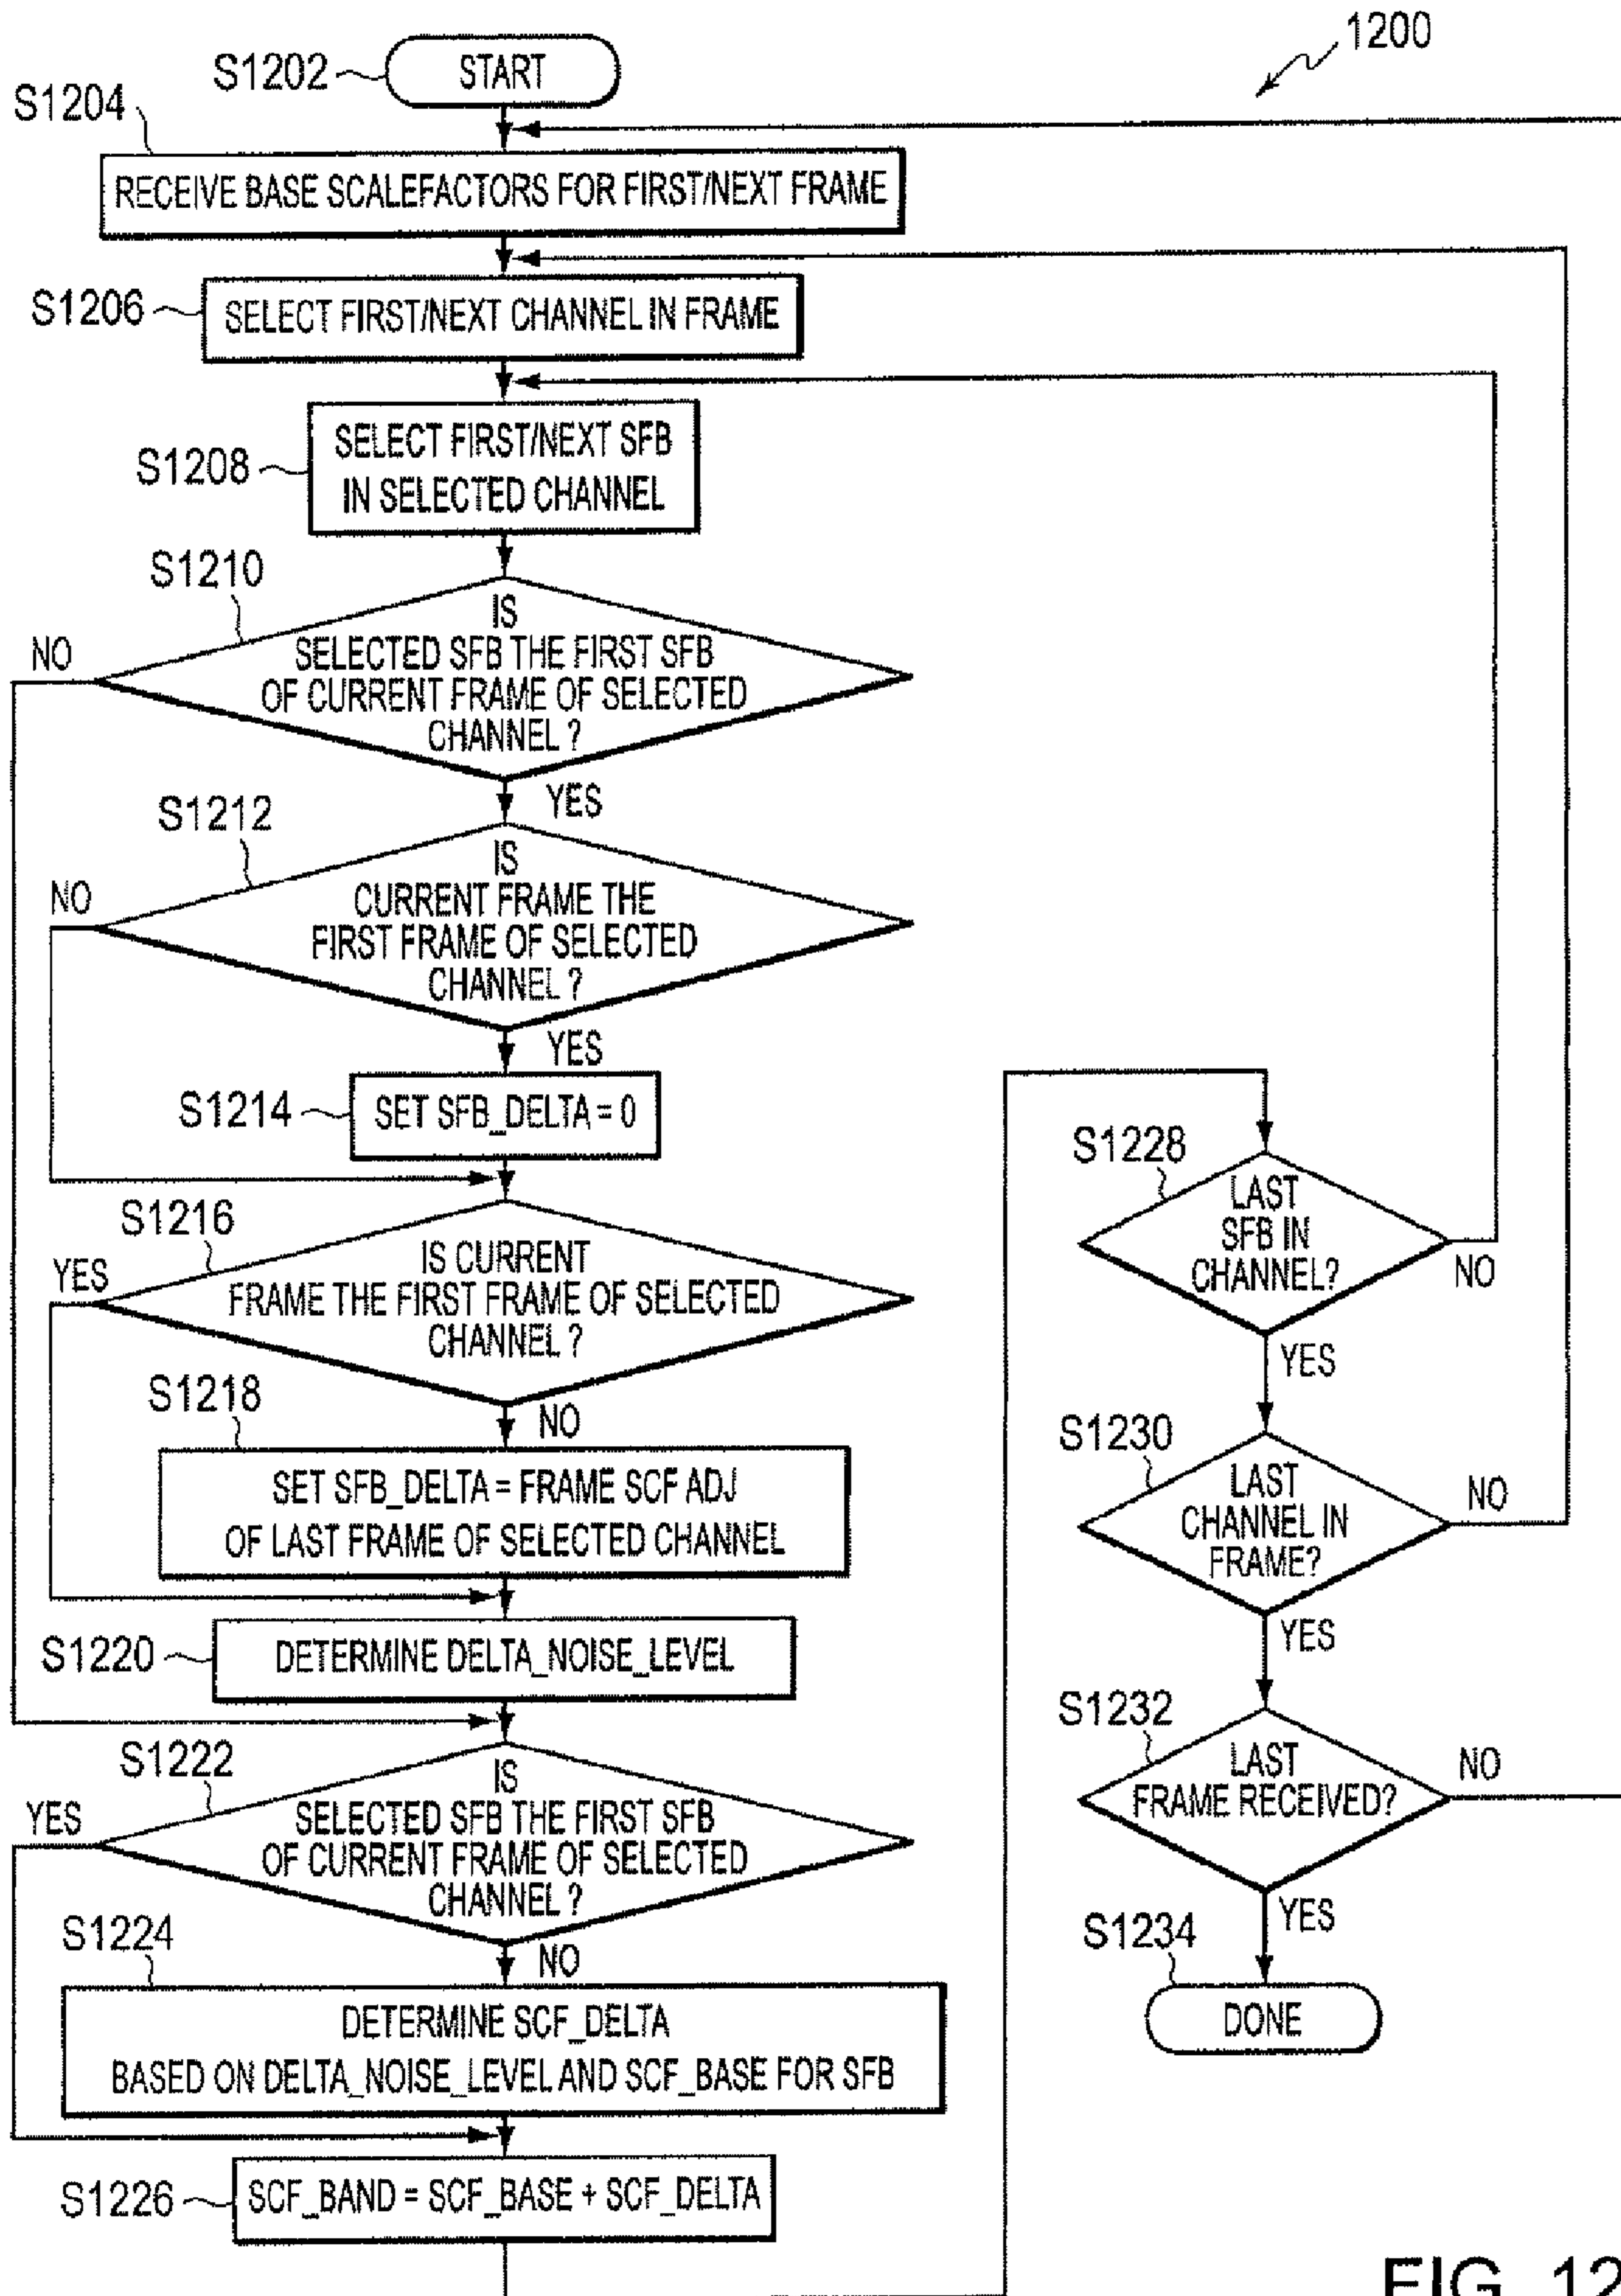 1200
S1202
START
S1204
RECEIVE BASE SCALEFACTORS FOR FIRST/NEXT FRAME
S1206
SELECT FIRST/NEXT CHANNEL IN FRAME
S1208
SELECT FIRST/NEXT SFB
IN SELECTED CHANNEL
S1210
NO
IS
SELECTED SFB THE FIRST SFB
OF CURRENT FRAME OF SELECTED
CHANNEL ?
YES
S1212
NO
IS
CURRENT FRAME THE
FIRST FRAME OF SELECTED
CHANNEL ?
YES
S1214
SET SFB_DELTA = 0
S1216
YES
IS CURRENT
FRAME THE FIRST FRAME OF SELECTED
CHANNEL ?
NO
S1218
SET SFB_DELTA = FRAME SCF ADJ
OF LAST FRAME OF SELECTED CHANNEL
S1220
DETERMINE DELTA_NOISE_LEVEL
S1222
YES
IS
SELECTED SFB THE FIRST SFB
OF CURRENT FRAME OF SELECTED
CHANNEL ?
NO
S1224
DETERMINE SCF_DELTA
BASED ON DELTA_NOISE_LEVEL AND SCF_BASE FOR SFB
S1226
SCF_BAND = SCF_BASE + SCF_DELTA
S1228
LAST
SFB IN
CHANNEL?
NO
YES
S1230
LAST
CHANNEL IN
FRAME?
NO
YES
S1232
LAST
FRAME RECEIVED?
NO
YES
S1234
DONE
FIG. 12